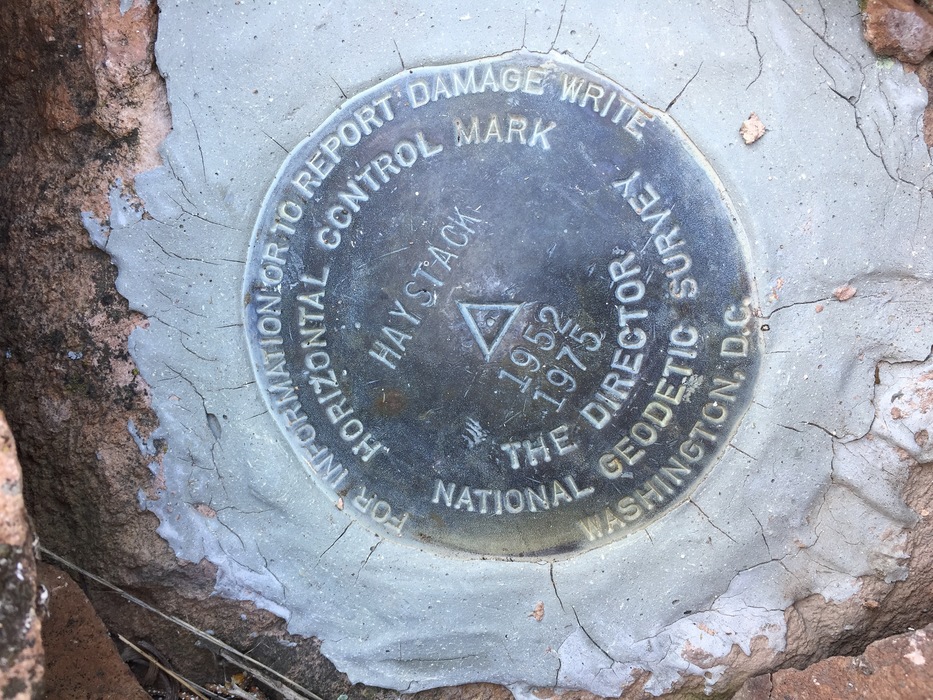 FOR INFORMATION OR TO REPORT DAMAGE WRITE
HORIZONTAL CONTROL MARK
HAYSTACK
1952
1975
THE DIRECTOR
NATIONAL GEODETIC SURVEY
WASHINGTON, D.C.